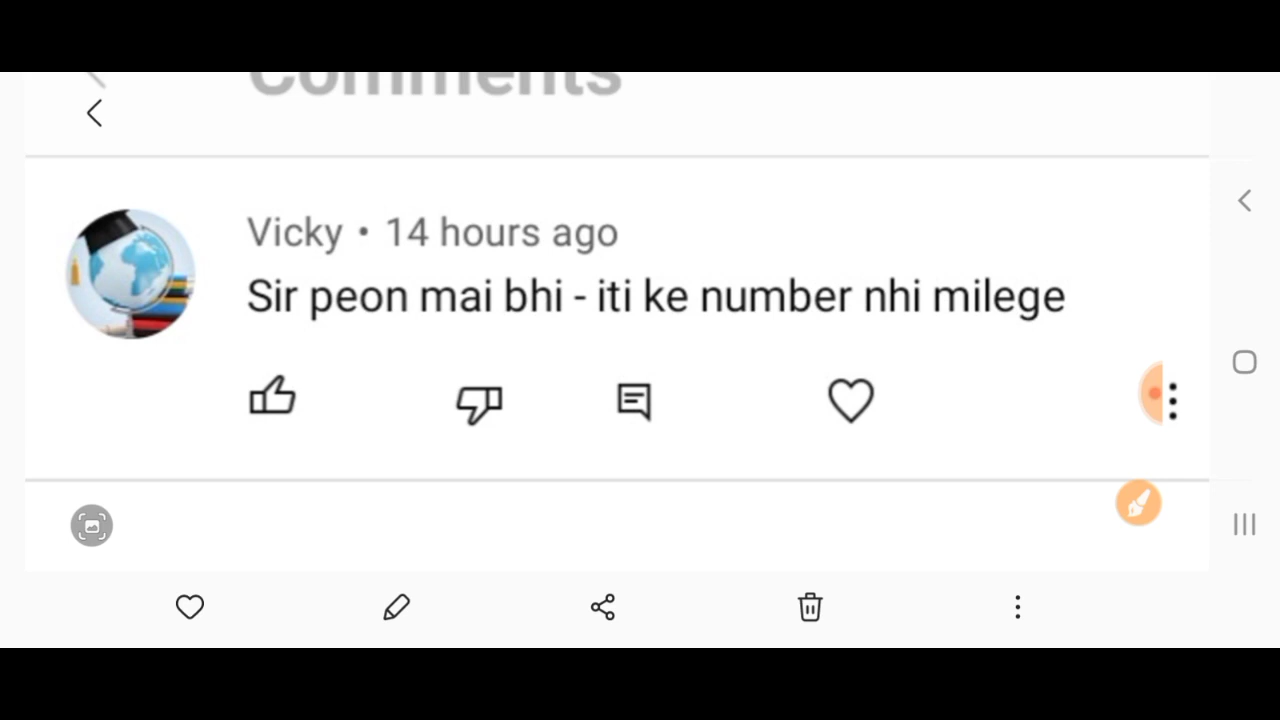 Comments
Vicky • 14 hours ago
Sir peon mai bhi - iti ke number nhi milege